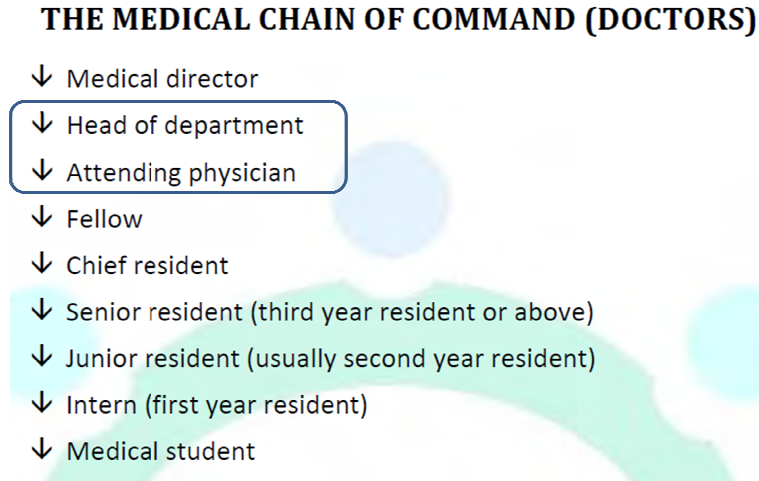 THE MEDICAL CHAIN OF COMMAND (DOCTORS)
↓ Medical director
↓ Head of department
↓ Attending physician
↓ Fellow
↓ Chief resident
↓ Senior resident (third year resident or above)
↓ Junior resident (usually second year resident)
↓ Intern (first year resident)
↓ Medical student